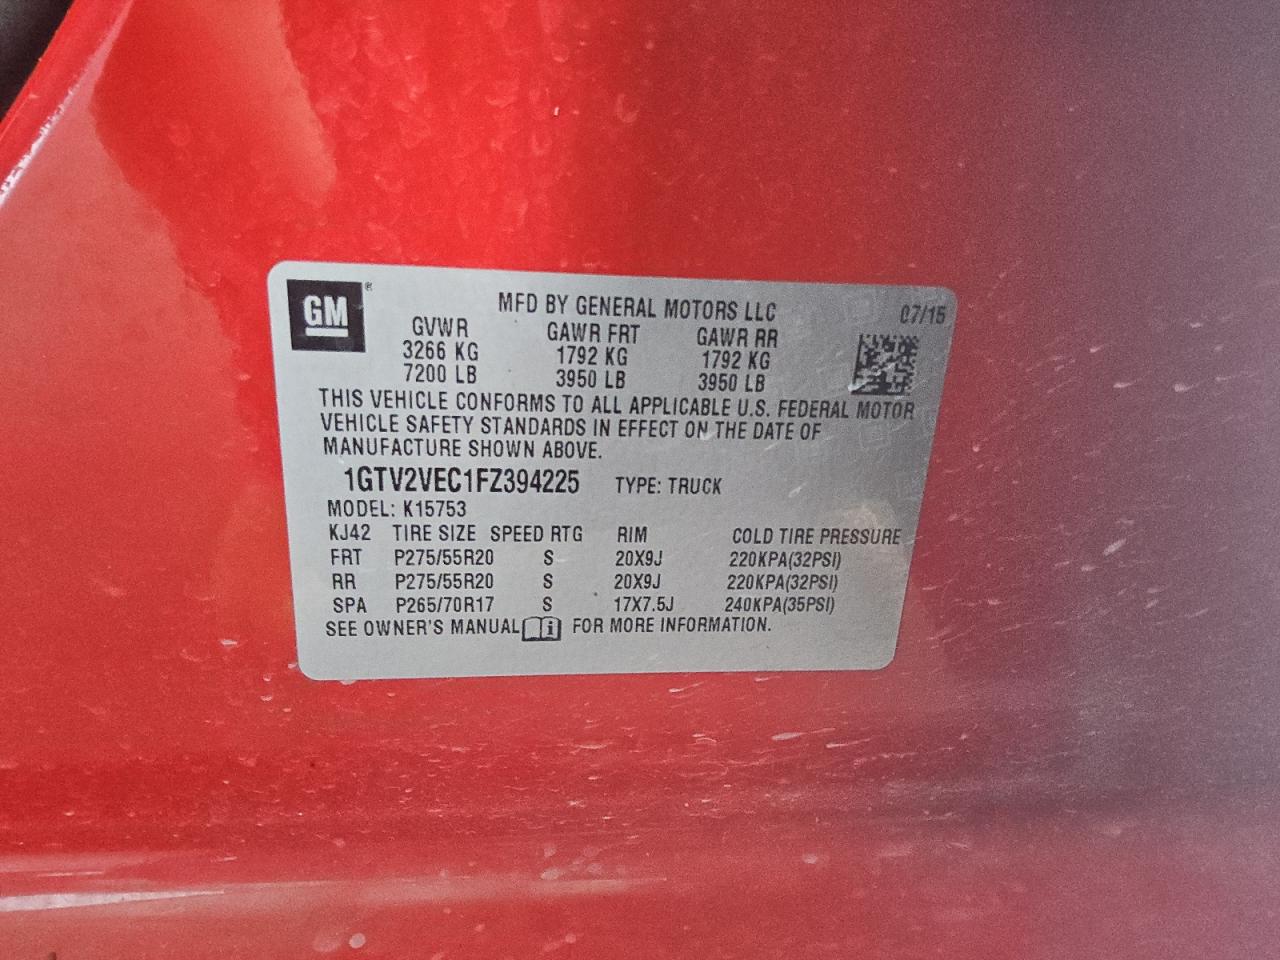 GM®
MFD BY GENERAL MOTORS LLC 07/15
GVWR GAWR FRT GAWR RR
3266 KG 1792 KG 1792 KG
7200 LB 3950 LB 3950 LB
THIS VEHICLE CONFORMS TO ALL APPLICABLE U.S. FEDERAL MOTOR
VEHICLE SAFETY STANDARDS IN EFFECT ON THE DATE OF
MANUFACTURE SHOWN ABOVE.
1GTV2VEC1FZ394225 TYPE: TRUCK
MODEL: K15753
KJ42 TIRE SIZE SPEED RTG RIM COLD TIRE PRESSURE
FRT P275/55R20 S 20X9J 220KPA(32PSI)
RR P275/55R20 S 20X9J 220KPA(32PSI)
SPA P265/70R17 S 17X7.5J 240KPA(35PSI)
SEE OWNER'S MANUAL i FOR MORE INFORMATION.